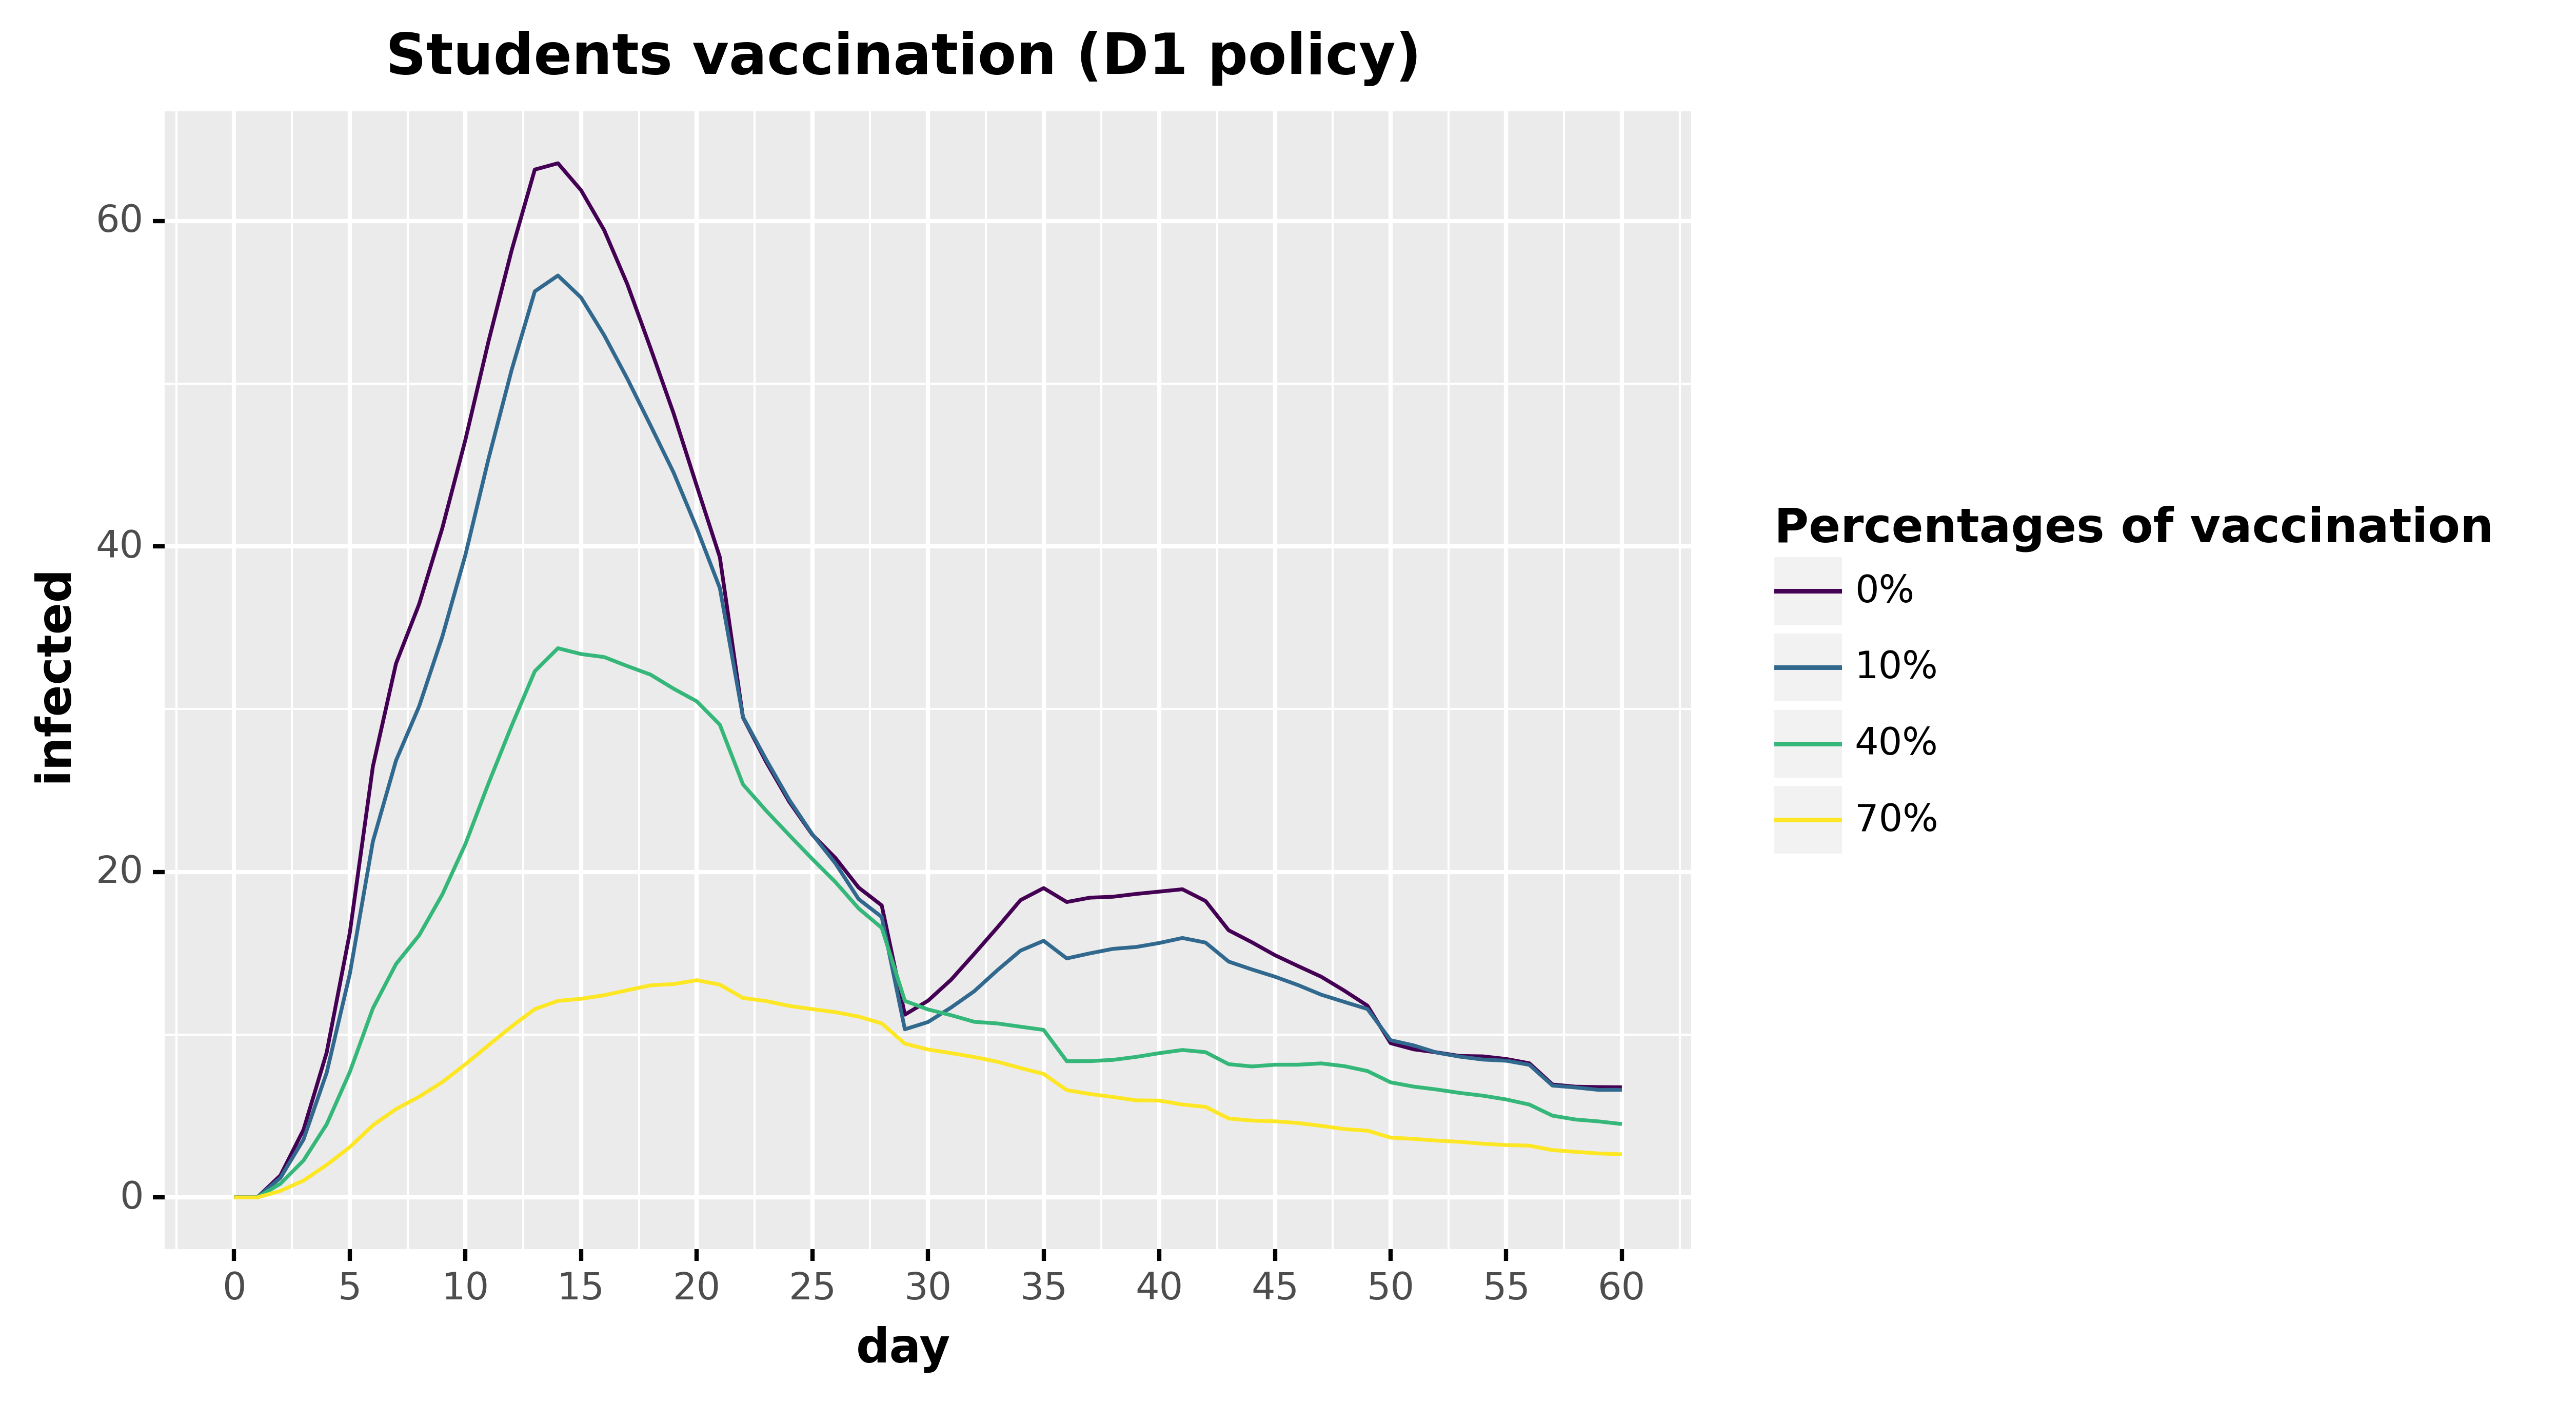 Students vaccination (D1 policy)
infected
60
40
20
0
0 5 10 15 20 25 30 35 40 45 50 55 60
day
Percentages of vaccination
0%
10%
40%
70%